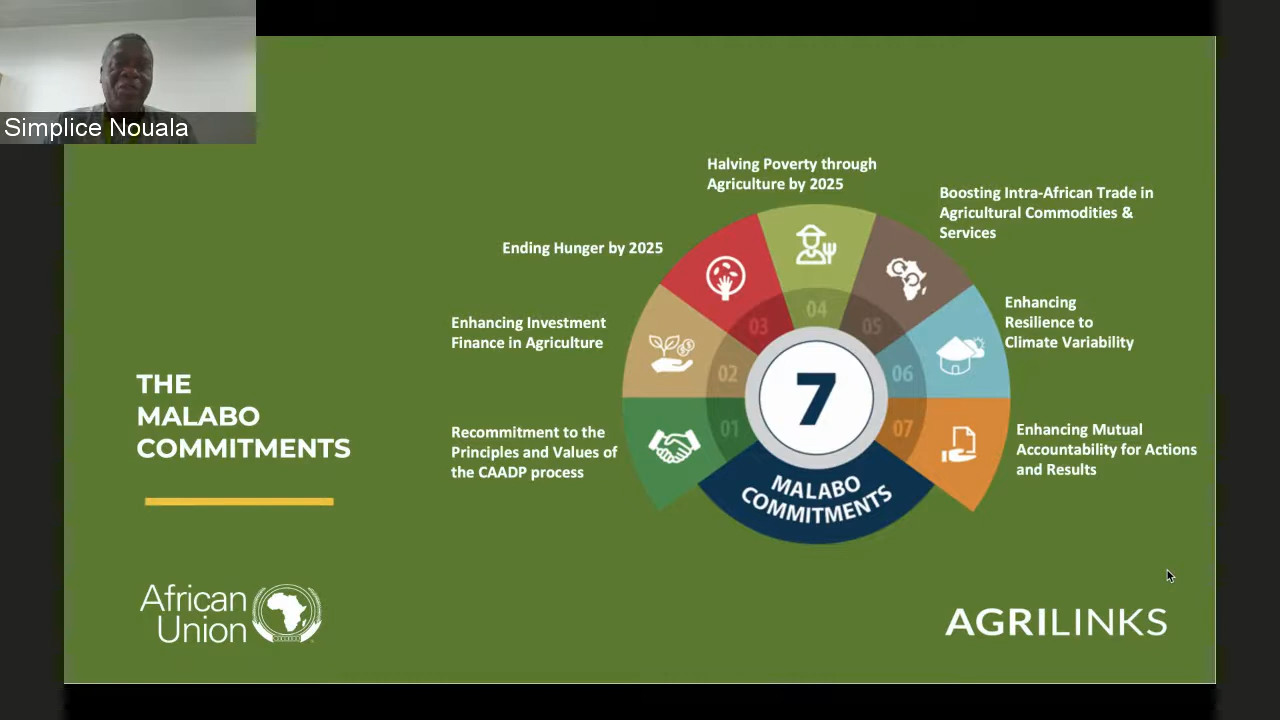 Simplice Nouala
Halving Poverty through
Agriculture by 2025
Boosting Intra-African Trade in
Agricultural Commodities &
Services
Ending Hunger by 2025
Enhancing
Resilience to
Climate Variability
Enhancing Investment
Finance in Agriculture
04
03
05
02
06
7
01
07
THE
MALABO
COMMITMENTS
Recommitment to the
Principles and Values of
the CAADP process
Enhancing Mutual
Accountability for Actions
and Results
MALABO
COMMITMENTS
African
Union
AGRILINKS